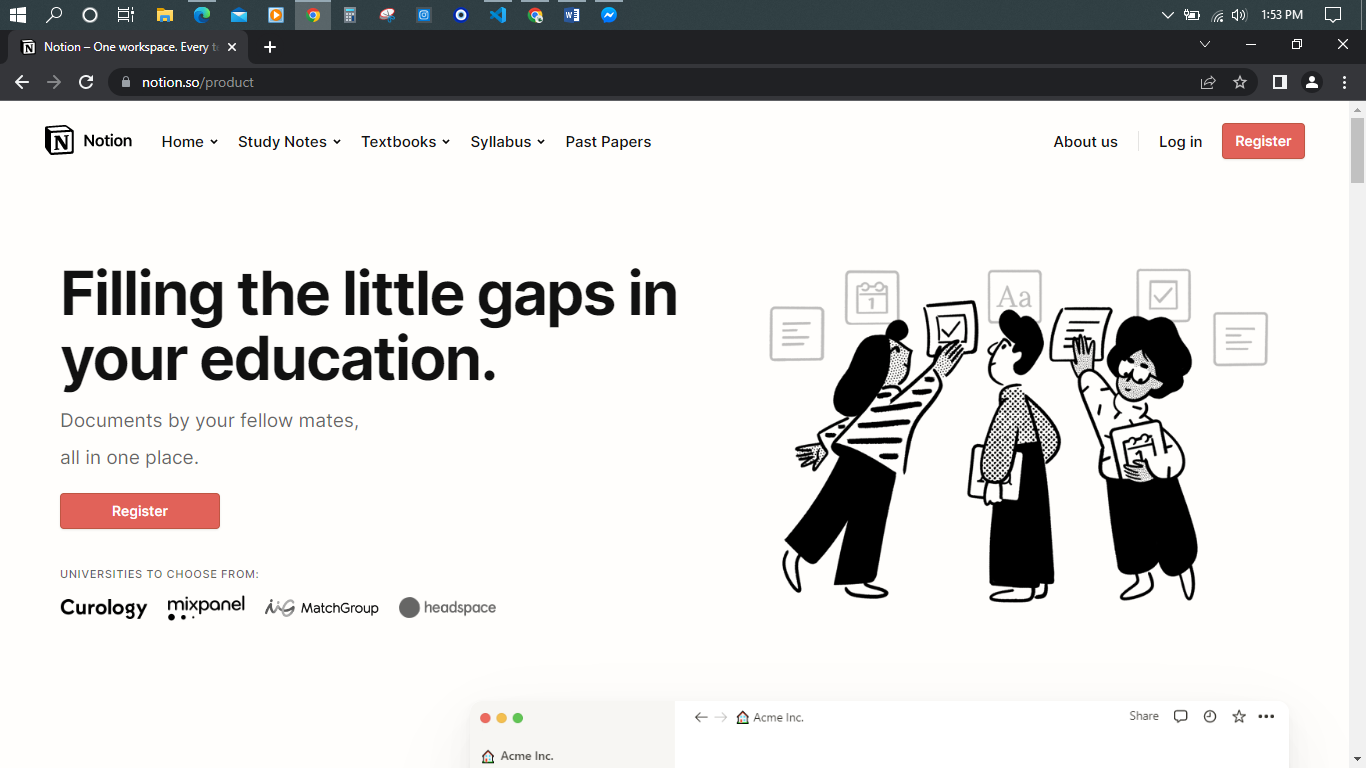 1:53 PM
Notion – One workspace. Every te
notion.so/product
Notion
Home
Study Notes
Textbooks
Syllabus
Past Papers
About us
Log in
Register
Filling the little gaps in
your education.
Documents by your fellow mates,
all in one place.
Register
UNIVERSITIES TO CHOOSE FROM:
Curology
mixpanel
MatchGroup
headspace
1
Aa
Acme Inc.
Share
Acme Inc.